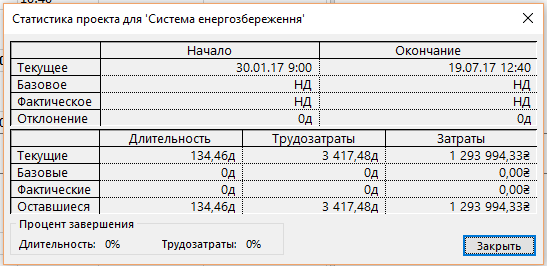 Статистика проекта для 'Система енергозбереження'
Начало Окончание
Текущее 30.01.17 9:00 19.07.17 12:40
Базовое НД НД
Фактическое НД НД
Отклонение 0д 0д
Длительность Трудозатраты Затраты
Текущие 134,46д 3 417,48д 1 293 994,33₴
Базовые 0д 0д 0,00₴
Фактические 0д 0д 0,00₴
Оставшиеся 134,46д 3 417,48д 1 293 994,33₴
Процент завершения
Длительность: 0% Трудозатраты: 0%
Закрыть